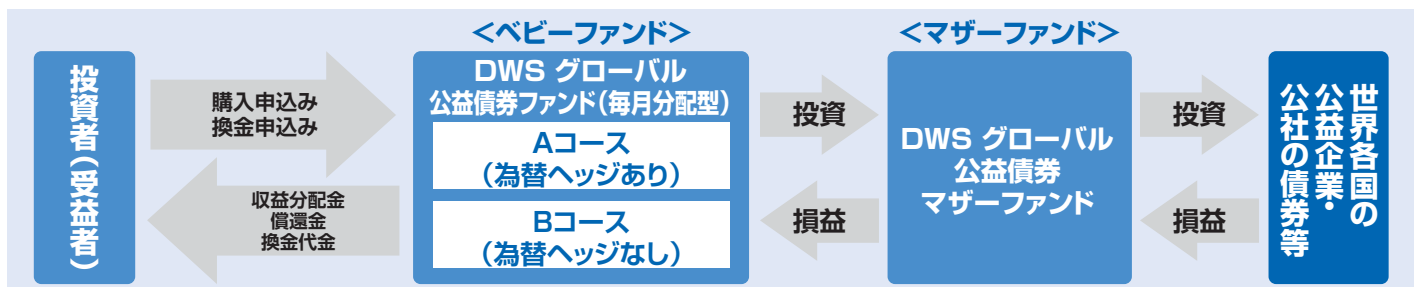 投資者（受益者）
購入申込み
換金申込み
収益分配金
償還金
換金代金
＜ベビーファンド＞
DWS グローバル
公益債券ファンド（毎月分配型）
Aコース
（為替ヘッジあり）
Bコース
（為替ヘッジなし）
投資
損益
＜マザーファンド＞
DWS グローバル
公益債券
マザーファンド
投資
損益
世界各国の
公益企業・
公社の債券等